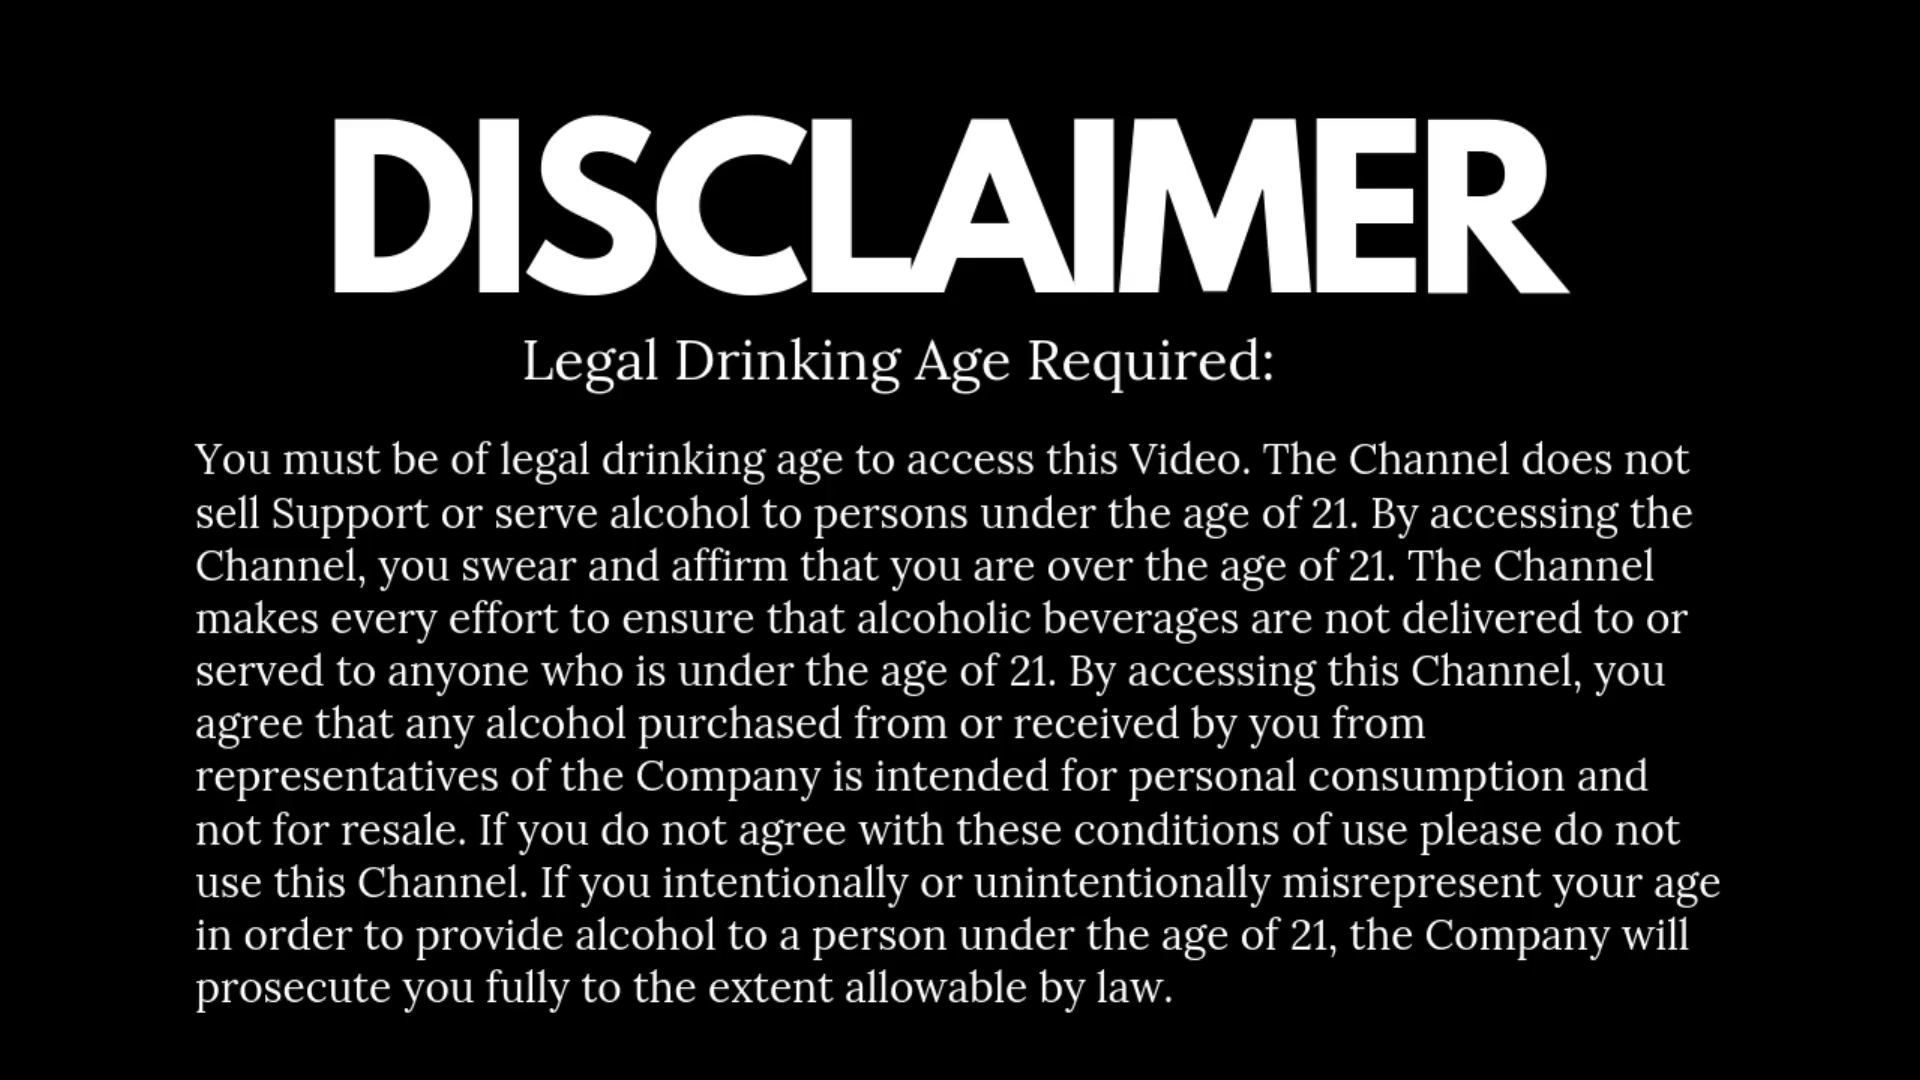 DISCLAIMER
Legal Drinking Age Required:
You must be of legal drinking age to access this Video. The Channel does not
sell Support or serve alcohol to persons under the age of 21. By accessing the
Channel, you swear and affirm that you are over the age of 21. The Channel
makes every effort to ensure that alcoholic beverages are not delivered to or
served to anyone who is under the age of 21. By accessing this Channel, you
agree that any alcohol purchased from or received by you from
representatives of the Company is intended for personal consumption and
not for resale. If you do not agree with these conditions of use please do not
use this Channel. If you intentionally or unintentionally misrepresent your age
in order to provide alcohol to a person under the age of 21, the Company will
prosecute you fully to the extent allowable by law.